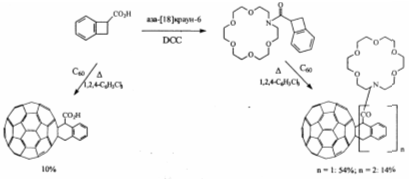 CO₂H
аза-[18]краун-6
DCC
O
N
O
O
O
O
O
C₆₀
Δ
1,2,4-C₆H₃Cl₃
Δ
C₆₀
1,2,4-C₆H₃Cl₃
O
O
O
O
O
N
CO₂H
CO
n
10%
n = 1: 54%; n = 2: 14%